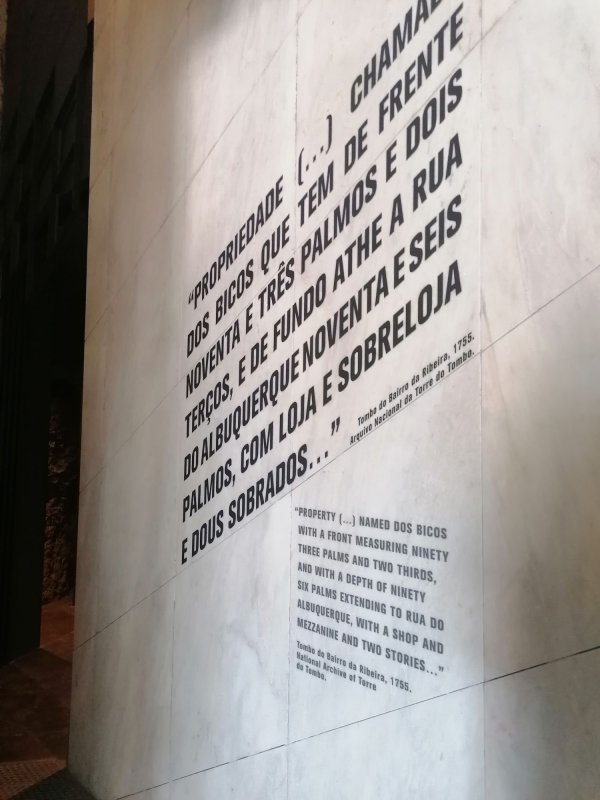 “PROPRIEDADE (...) CHAMADA
DOS BICOS QUE TEM DE FRENTE
NOVENTA E TRÊS PALMOS E DOIS
TERÇOS, E DE FUNDO ATHE A RUA
DO ALBUQUERQUE NOVENTA E SEIS
PALMOS, COM LOJA E SOBRELOJA
E DOUS SOBRADOS...”
Tombo do Bairro da Ribeira, 1755.
Arquivo Nacional da Torre do Tombo.
“PROPERTY (...) NAMED DOS BICOS
WITH A FRONT MEASURING NINETY
THREE PALMS AND TWO THIRDS,
AND WITH A DEPTH OF NINETY
SIX PALMS EXTENDING TO RUA DO
ALBUQUERQUE, WITH A SHOP AND
MEZZANINE AND TWO STORIES...”
Tombo do Bairro da Ribeira, 1755.
National Archive of Torre
do Tombo.